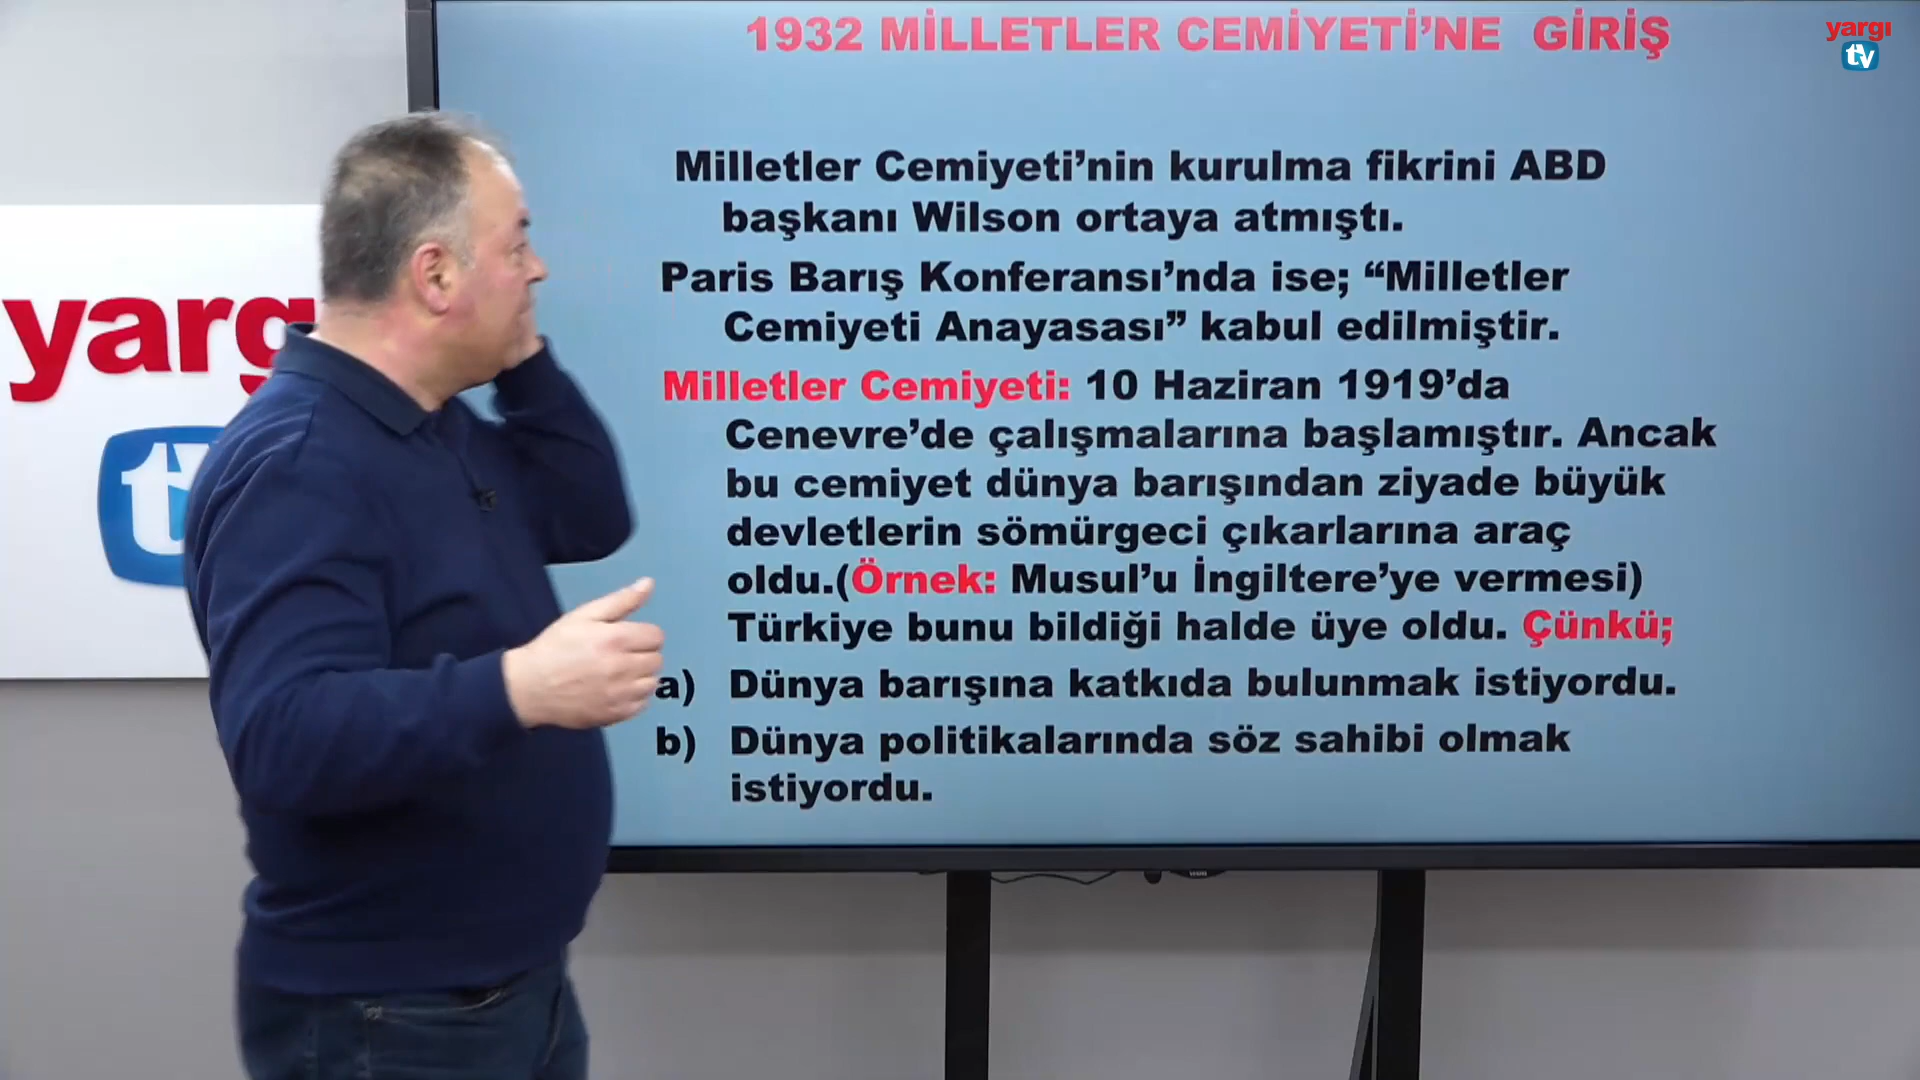 1932 MİLLETLER CEMİYETİ’NE GİRİŞ
yargı
tv
Milletler Cemiyeti’nin kurulma fikrini ABD
başkanı Wilson ortaya atmıştı.
Paris Barış Konferansı’nda ise; “Milletler
Cemiyeti Anayasası” kabul edilmiştir.
Milletler Cemiyeti: 10 Haziran 1919’da
Cenevre’de çalışmalarına başlamıştır. Ancak
bu cemiyet dünya barışından ziyade büyük
devletlerin sömürgeci çıkarlarına araç
oldu.(Örnek: Musul’u İngiltere’ye vermesi)
Türkiye bunu bildiği halde üye oldu. Çünkü;
a) Dünya barışına katkıda bulunmak istiyordu.
b) Dünya politikalarında söz sahibi olmak
istiyordu.
yargı
tv